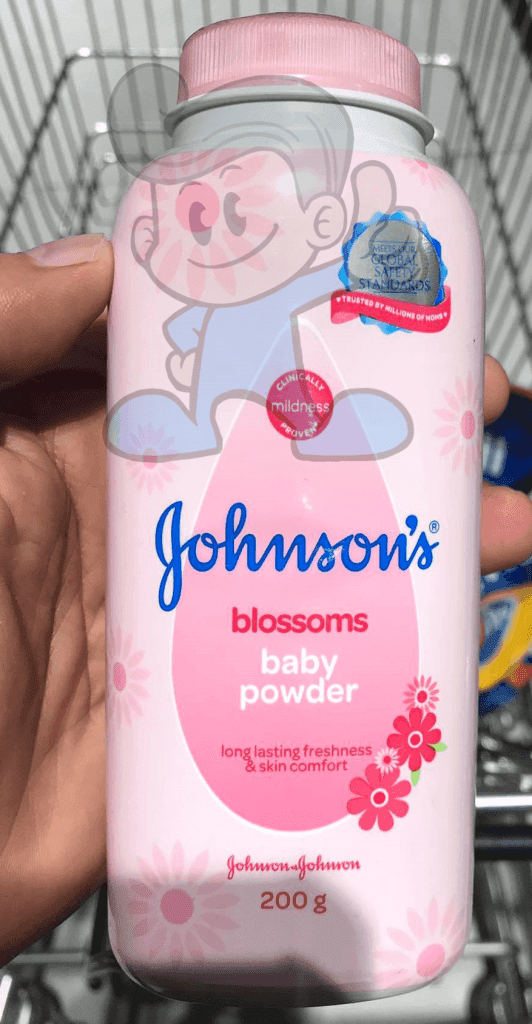 MEETS OUR
GLOBAL
SAFETY
STANDARDS
♥ TRUSTED BY MILLIONS OF MOMS ♥
CLINICALLY
mildness
PROVEN
Johnson's®
blossoms
baby
powder
long lasting freshness
& skin comfort
Johnson & Johnson
200 g